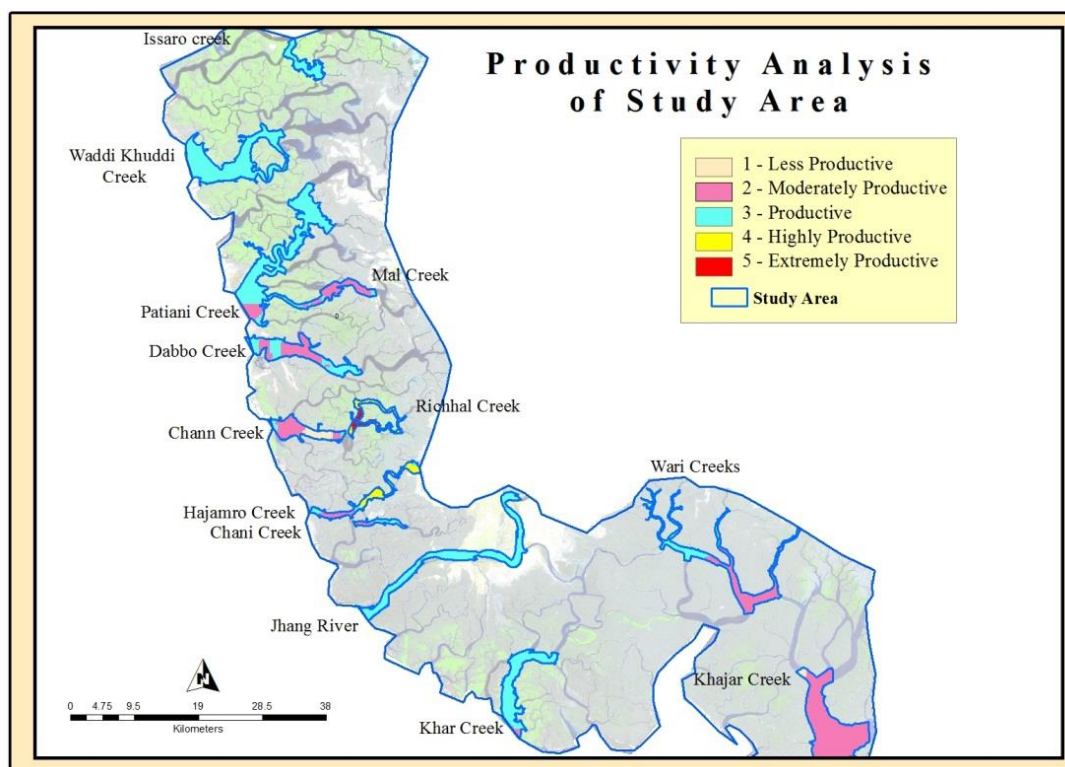 Issaro creek
Productivity Analysis
of Study Area
Waddi Khuddi
Creek
1 - Less Productive
2 - Moderately Productive
3 - Productive
4 - Highly Productive
5 - Extremely Productive
Study Area
Mal Creek
Patiani Creek
Dabbo Creek
Richhal Creek
Chann Creek
Wari Creeks
Hajamro Creek
Chani Creek
Jhang River
Khajar Creek
Khar Creek
N
0 4.75 9.5 19 28.5 38
Kilometers